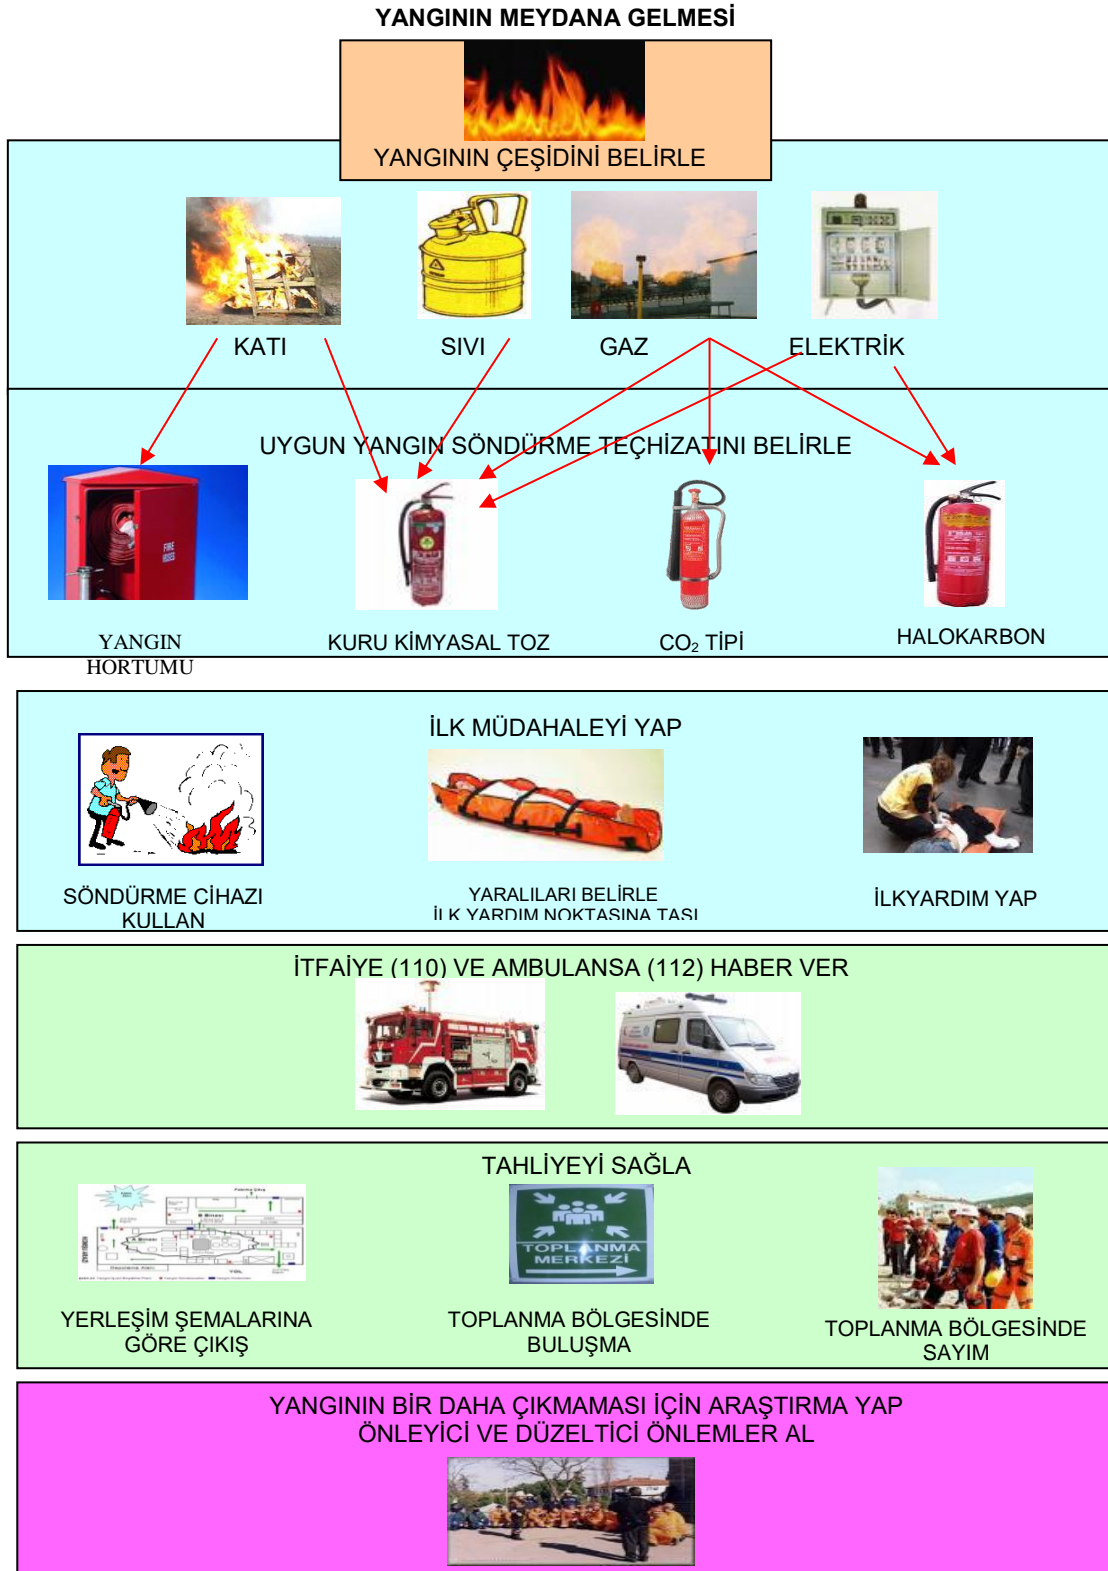 YANGININ MEYDANA GELMESİ
YANGININ ÇEŞİDİNİ BELİRLE
KATI
SIVI
GAZ
ELEKTRİK
UYGUN YANGIN SÖNDÜRME TEÇHİZATINI BELİRLE
FIRE
HOSES
YANGIN
HORTUMU
KURU KİMYASAL TOZ
CO₂ TİPİ
HALOKARBON
İLK MÜDAHALEYİ YAP
SÖNDÜRME CİHAZI
KULLAN
YARALILARI BELİRLE
İLK YARDIM NOKTASINA TAŞI
İLKYARDIM YAP
İTFAİYE (110) VE AMBULANSA (112) HABER VER
TAHLİYEYİ SAĞLA
B Binası
YOL
TOPLANMA
MERKEZİ
YERLEŞİM ŞEMALARINA
GÖRE ÇIKIŞ
TOPLANMA BÖLGESİNDE
BULUŞMA
TOPLANMA BÖLGESİNDE
SAYIM
YANGININ BİR DAHA ÇIKMAMASI İÇİN ARAŞTIRMA YAP
ÖNLEYİCİ VE DÜZELTİCİ ÖNLEMLER AL